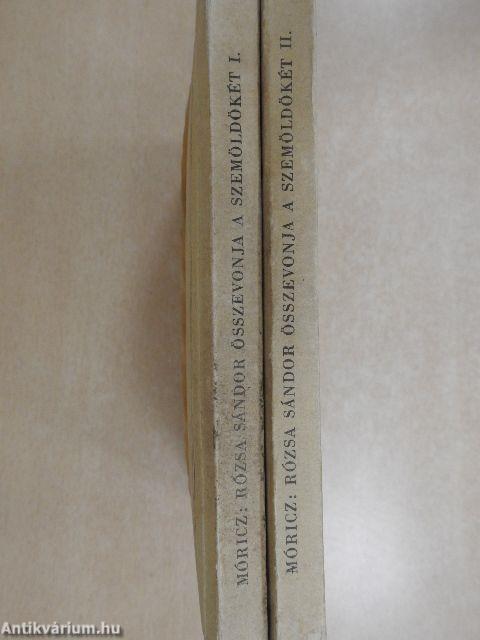 MÓRICZ: RÓZSA SÁNDOR ÖSSZEVONJA A SZEMÖLDÖKÉT I.
MÓRICZ: RÓZSA SÁNDOR ÖSSZEVONJA A SZEMÖLDÖKÉT II.
Antikvárium.hu